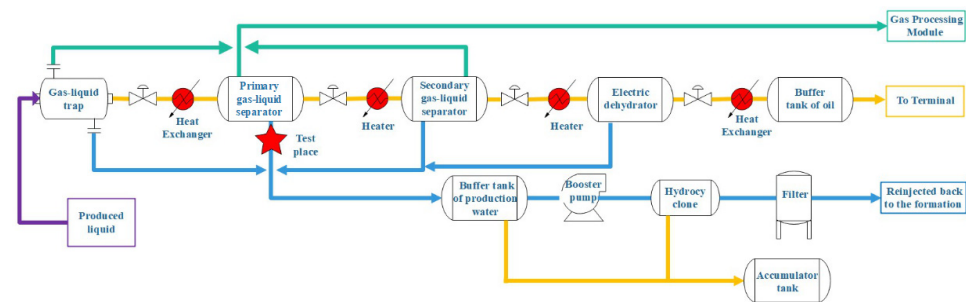 Gas Processing
Module
Gas-liquid
trap
Heat
Exchanger
Primary
gas-liquid
separator
Test
place
Heater
Secondary
gas-liquid
separator
Heater
Electric
dehydrator
Heat
Exchanger
Buffer
tank of oil
To Terminal
Produced
liquid
Buffer tank
of production
water
Booster
pump
Hydrocy
clone
Filter
Reinjected back
to the formation
Accumulator
tank